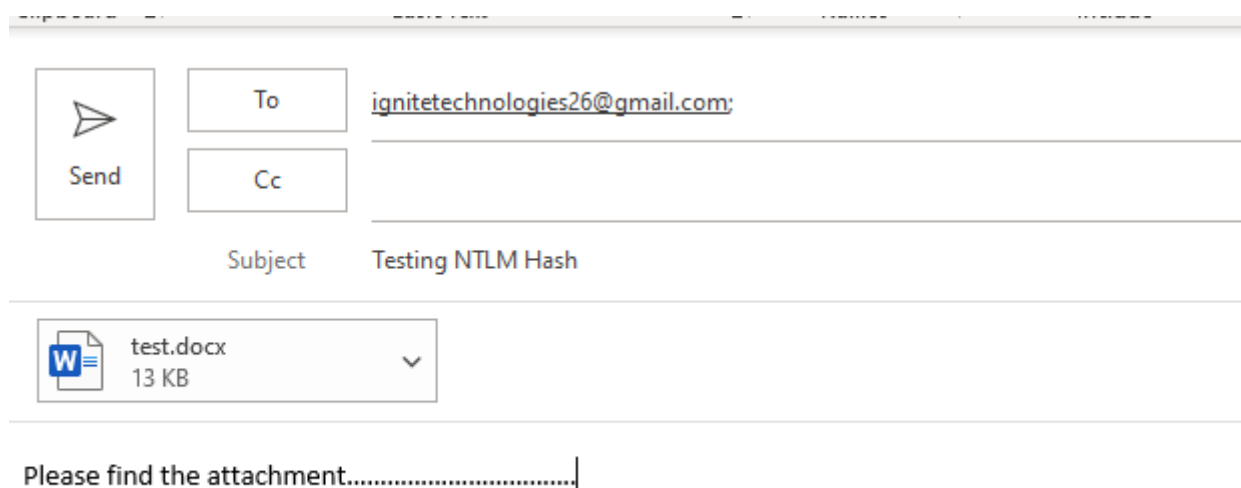 To
ignitetechnologies26@gmail.com;
Send
Cc
Subject
Testing NTLM Hash
W
test.docx
13 KB
Please find the attachment..................................